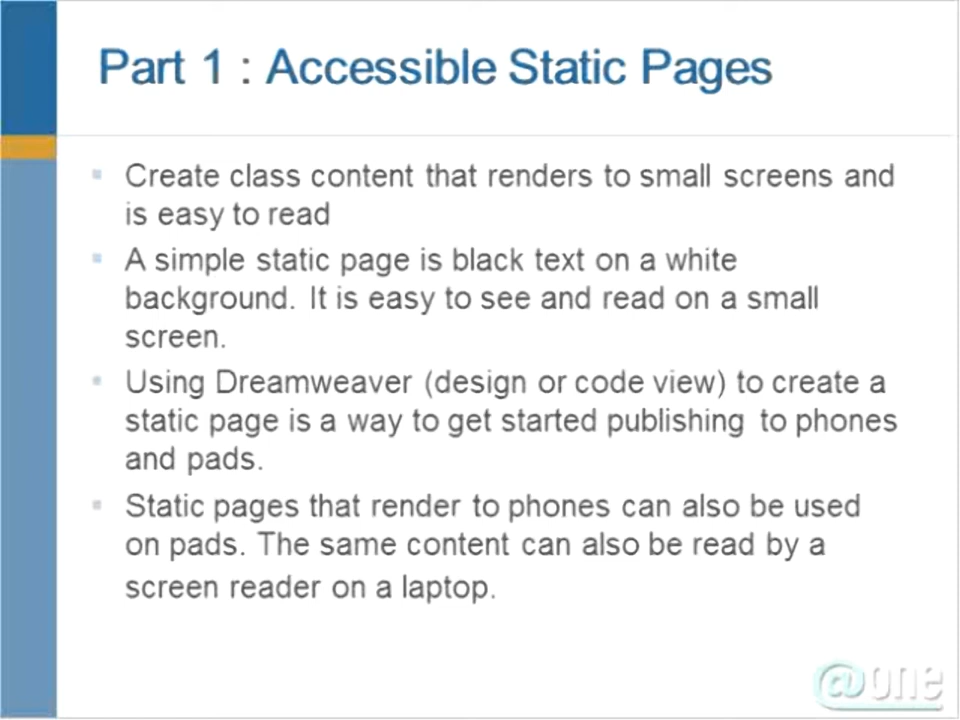 Part 1 : Accessible Static Pages
Create class content that renders to small screens and
is easy to read
A simple static page is black text on a white
background. It is easy to see and read on a small
screen.
Using Dreamweaver (design or code view) to create a
static page is a way to get started publishing to phones
and pads.
Static pages that render to phones can also be used
on pads. The same content can also be read by a
screen reader on a laptop.
@one